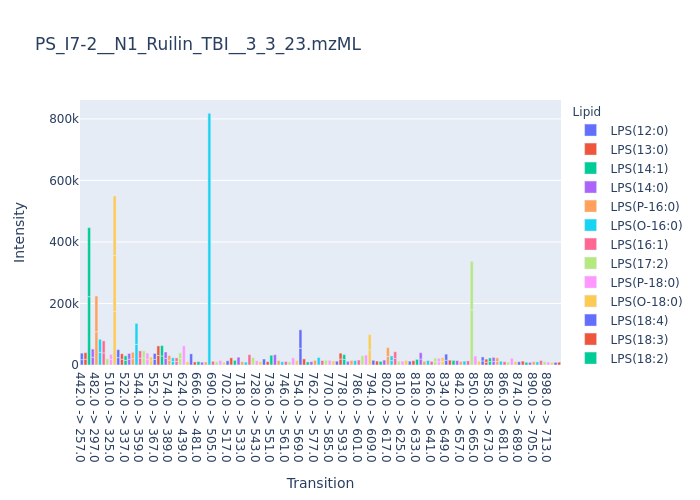 PS_I7-2__N1_Ruilin_TBI__3_3_23.mzML
Intensity
800k
600k
400k
200k
0
442.0 -> 257.0
482.0 -> 297.0
510.0 -> 325.0
522.0 -> 337.0
544.0 -> 359.0
552.0 -> 367.0
574.0 -> 389.0
624.0 -> 439.0
666.0 -> 481.0
690.0 -> 505.0
702.0 -> 517.0
718.0 -> 533.0
728.0 -> 543.0
736.0 -> 551.0
746.0 -> 561.0
754.0 -> 569.0
762.0 -> 577.0
770.0 -> 585.0
778.0 -> 593.0
786.0 -> 601.0
794.0 -> 609.0
802.0 -> 617.0
810.0 -> 625.0
818.0 -> 633.0
826.0 -> 641.0
834.0 -> 649.0
842.0 -> 657.0
850.0 -> 665.0
858.0 -> 673.0
866.0 -> 681.0
874.0 -> 689.0
890.0 -> 705.0
898.0 -> 713.0
Transition
Lipid
LPS(12:0)
LPS(13:0)
LPS(14:1)
LPS(14:0)
LPS(P-16:0)
LPS(O-16:0)
LPS(16:1)
LPS(17:2)
LPS(P-18:0)
LPS(O-18:0)
LPS(18:4)
LPS(18:3)
LPS(18:2)